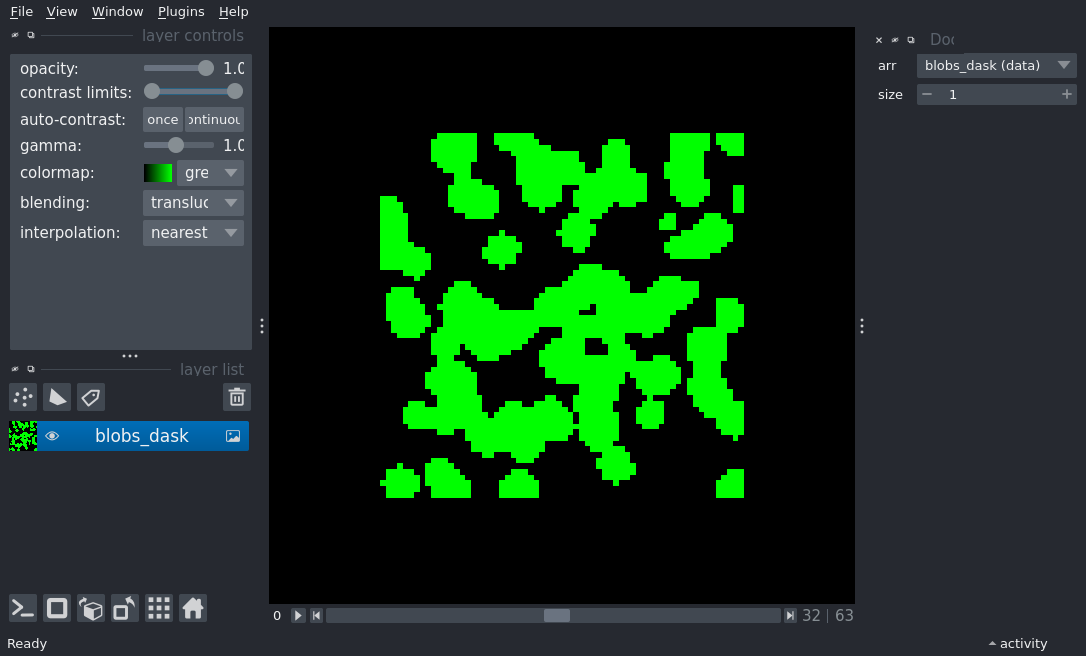 File View Window Plugins Help
layer controls
opacity: 1.0
contrast limits:
auto-contrast: once ontinuou
gamma: 1.0
colormap: gre
blending: transluc
interpolation: nearest
layer list
blobs_dask
0 32 | 63
Ready
Doc
arr blobs_dask (data)
size 1
activity